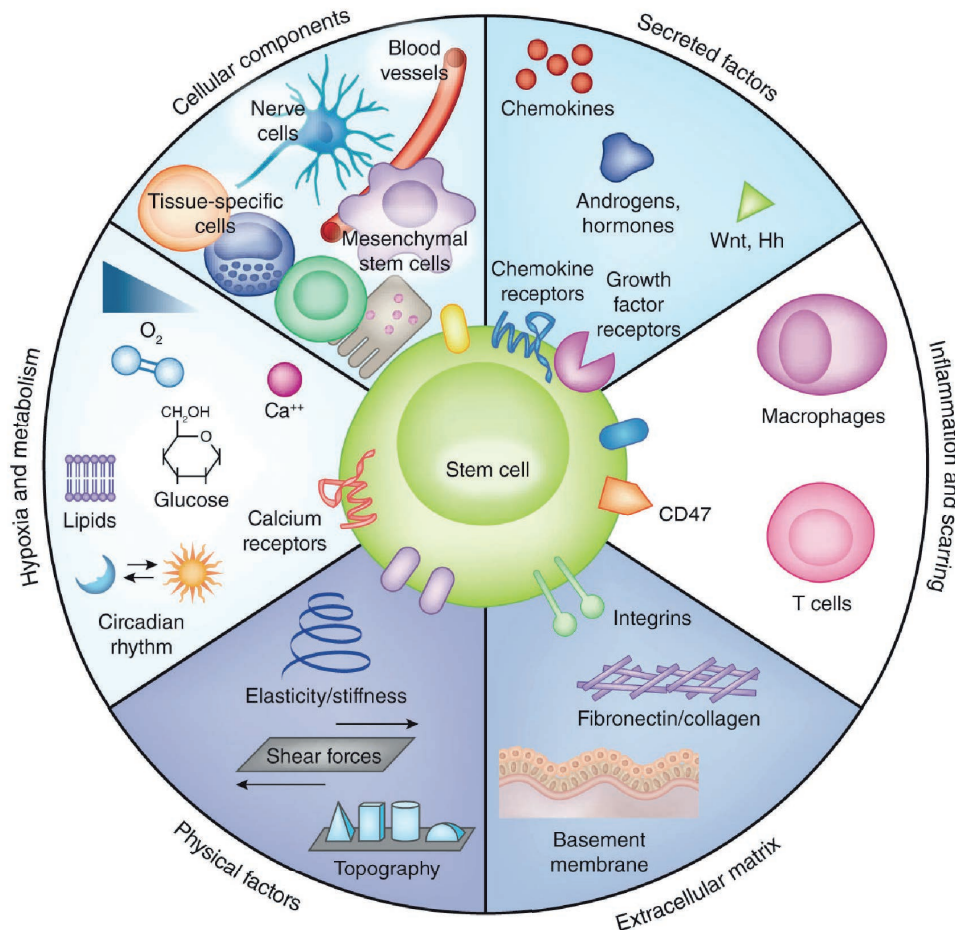 Cellular components
Blood
vessels
Nerve
cells
Tissue-specific
cells
Mesenchymal
stem cells
Secreted factors
Chemokines
Androgens,
hormones
Wnt, Hh
Chemokine
receptors
Growth
factor
receptors
Inflammation and scarring
Macrophages
T cells
CD47
Stem cell
Hypoxia and metabolism
O2
Ca++
CH2OH
O
Glucose
Lipids
Calcium
receptors
Circadian
rhythm
Physical factors
Elasticity/stiffness
Shear forces
Topography
Extracellular matrix
Integrins
Fibronectin/collagen
Basement
membrane